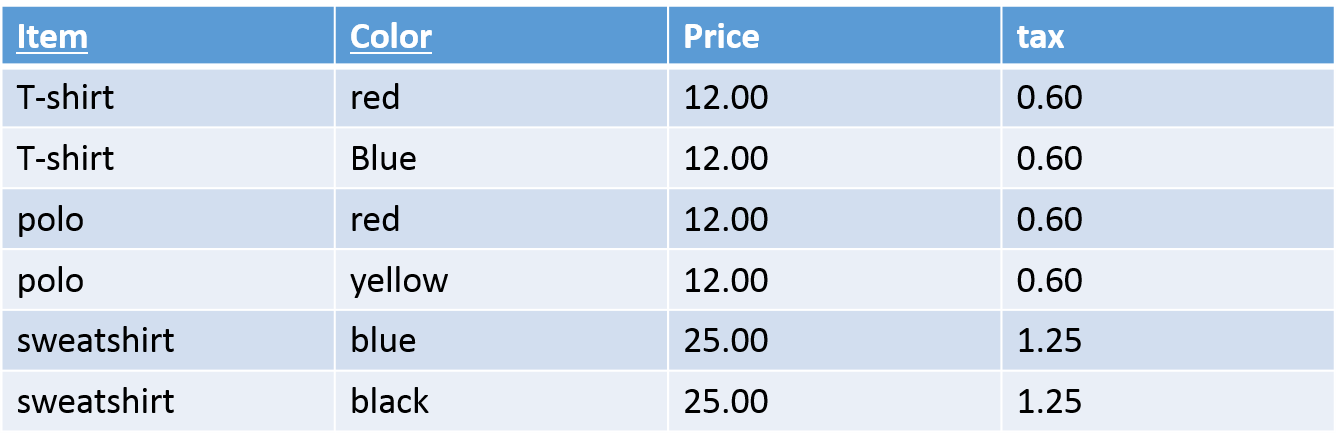 Item Color Price tax
T-shirt red 12.00 0.60
T-shirt Blue 12.00 0.60
polo red 12.00 0.60
polo yellow 12.00 0.60
sweatshirt blue 25.00 1.25
sweatshirt black 25.00 1.25